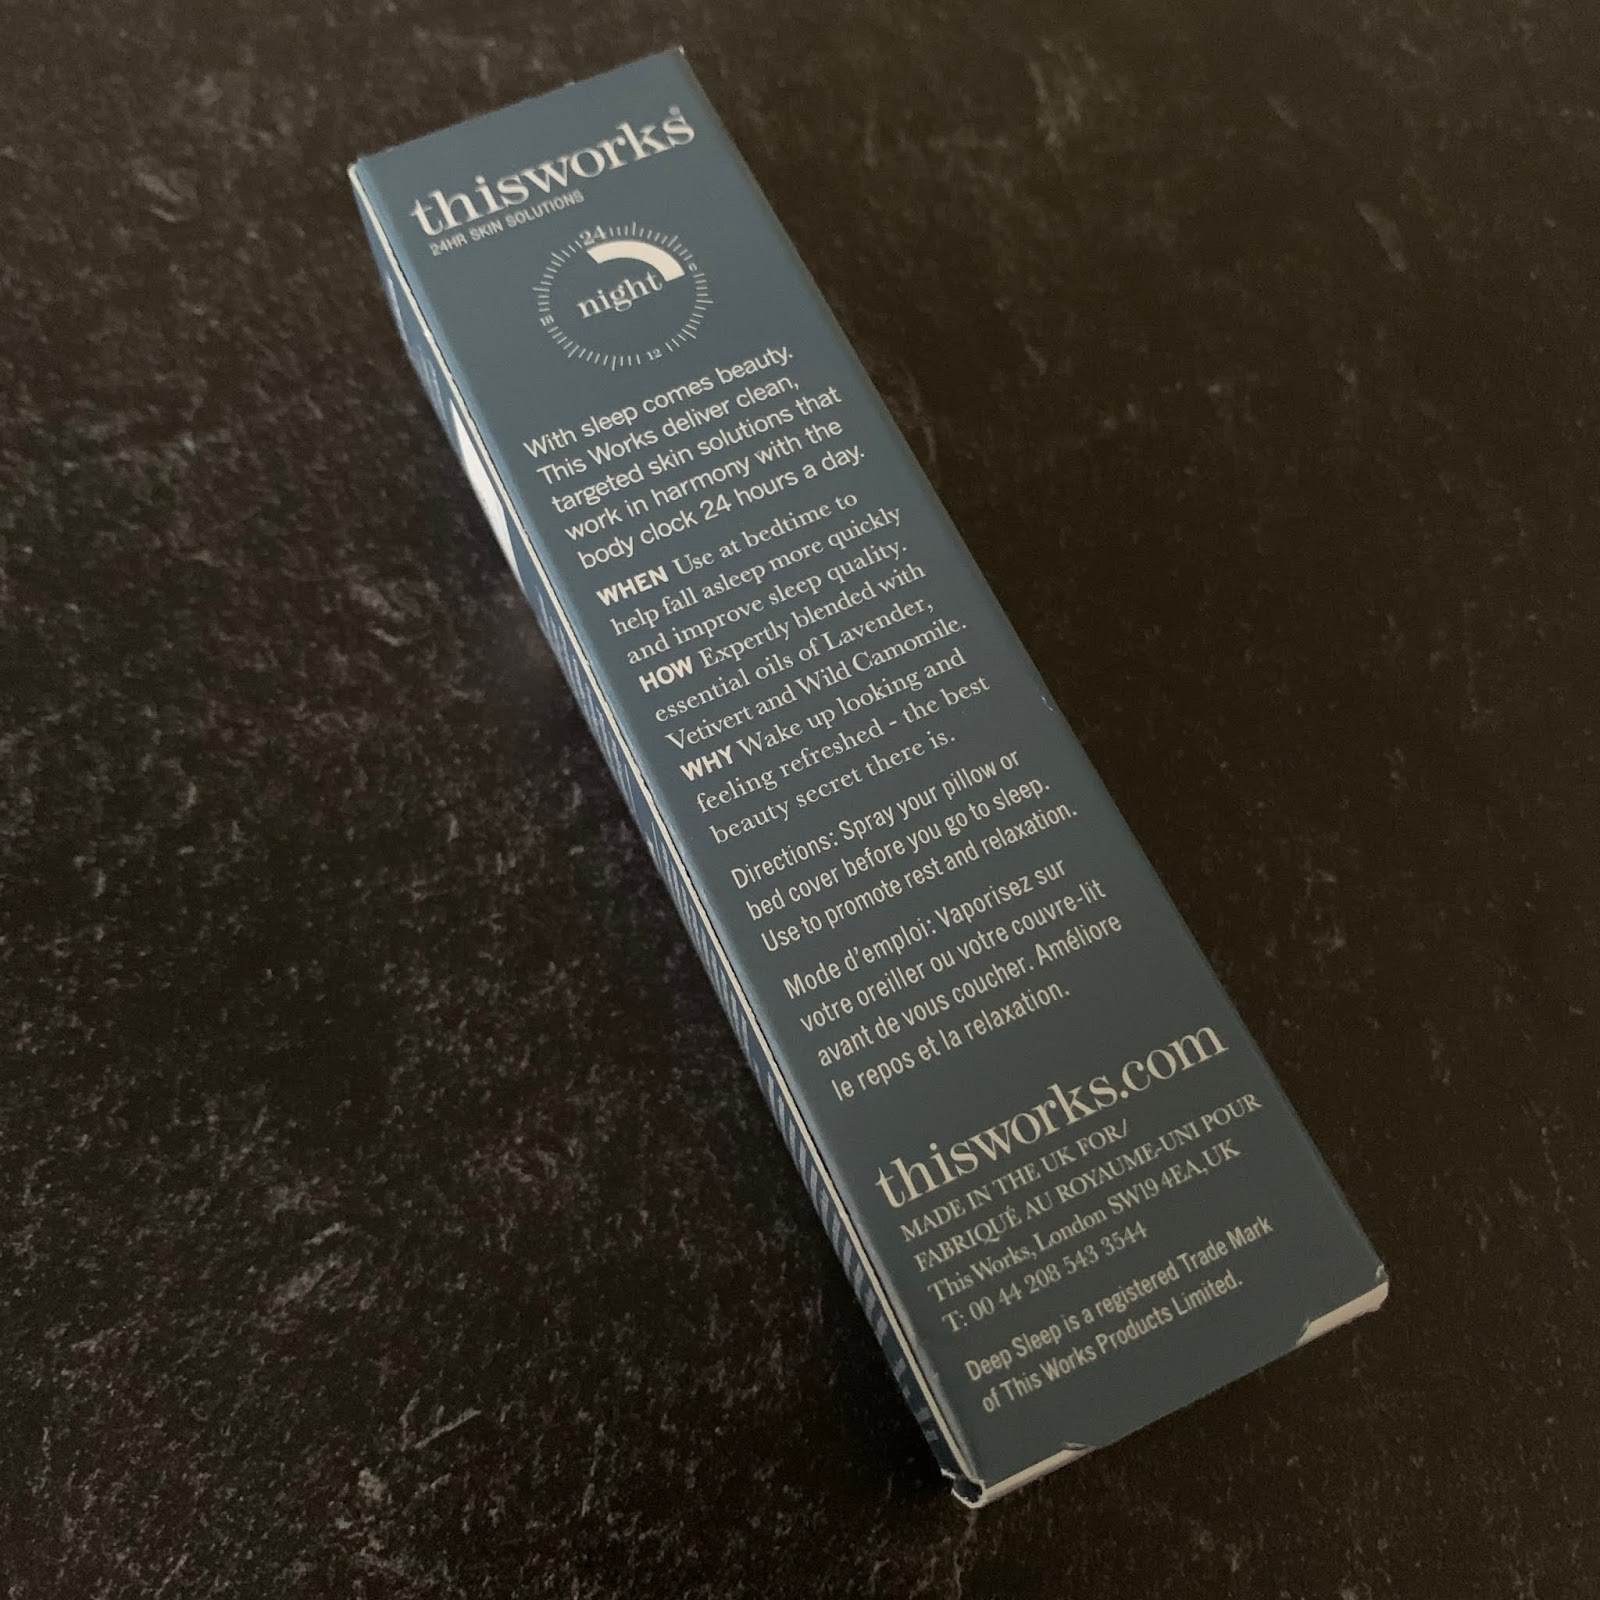 thisworks®
24HR SKIN SOLUTIONS
24
6
night
18
12
With sleep comes beauty.
This Works deliver clean,
targeted skin solutions that
work in harmony with the
body clock 24 hours a day.
WHEN Use at bedtime to
help fall asleep more quickly
and improve sleep quality.
HOW Expertly blended with
essential oils of Lavender,
Vetivert and Wild Camomile.
WHY Wake up looking and
feeling refreshed - the best
beauty secret there is.
Directions: Spray your pillow or
bed cover before you go to sleep.
Use to promote rest and relaxation.
Mode d'emploi: Vaporisez sur
votre oreiller ou votre couvre-lit
avant de vous coucher. Améliore
le repos et la relaxation.
thisworks.com
MADE IN THE UK FOR/
FABRIQUÉ AU ROYAUME-UNI POUR
This Works, London SW19 4EA, UK
T: 00 44 208 543 3544
Deep Sleep is a registered Trade Mark
of This Works Products Limited.